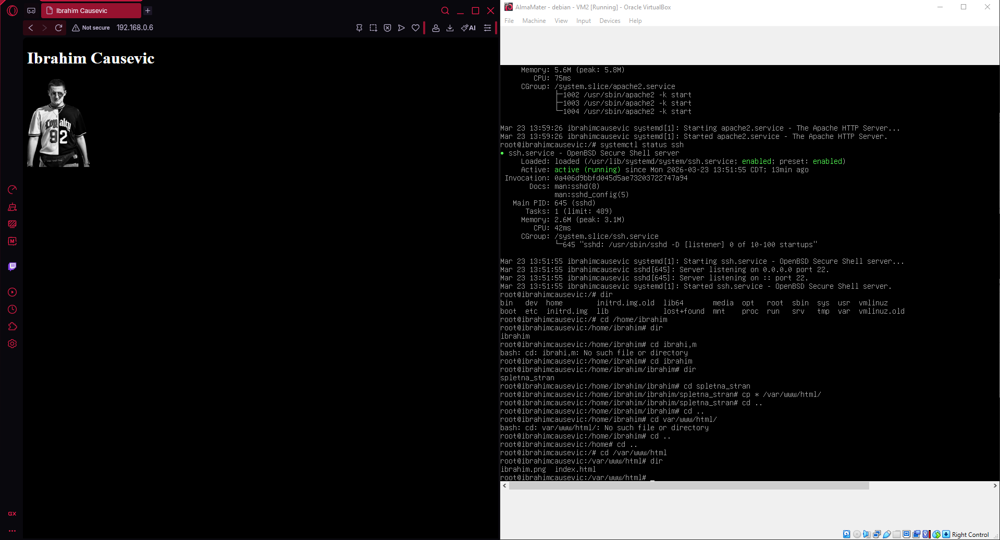 Ibrahim Causevic
Not secure 192.168.0.6
AI
Ibrahim Causevic
Loyalty
92
M
GX
AlmaMater - debian - VM2 [Running] - Oracle VirtualBox
File Machine View Input Devices Help
Memory: 5.6M (peak: 5.8M)
CPU: 75ms
CGroup: /system.slice/apache2.service
├─1002 /usr/sbin/apache2 -k start
├─1003 /usr/sbin/apache2 -k start
└─1004 /usr/sbin/apache2 -k start
Mar 23 13:59:26 ibrahimcausevic systemd[1]: Starting apache2.service - The Apache HTTP Server...
Mar 23 13:59:26 ibrahimcausevic systemd[1]: Started apache2.service - The Apache HTTP Server.
root@ibrahimcausevic:/# systemctl status ssh
● ssh.service - OpenBSD Secure Shell server
Loaded: loaded (/usr/lib/systemd/system/ssh.service; enabled; preset: enabled)
Active: active (running) since Mon 2026-03-23 13:51:55 CDT; 13min ago
Invocation: 0a406d9bbfd045d5ae73203722747a94
Docs: man:sshd(8)
man:sshd_config(5)
Main PID: 645 (sshd)
Tasks: 1 (limit: 489)
Memory: 2.6M (peak: 3.1M)
CPU: 42ms
CGroup: /system.slice/ssh.service
└─645 "sshd: /usr/sbin/sshd -D [listener] 0 of 10-100 startups"
Mar 23 13:51:55 ibrahimcausevic systemd[1]: Starting ssh.service - OpenBSD Secure Shell server...
Mar 23 13:51:55 ibrahimcausevic sshd[645]: Server listening on 0.0.0.0 port 22.
Mar 23 13:51:55 ibrahimcausevic sshd[645]: Server listening on :: port 22.
Mar 23 13:51:55 ibrahimcausevic systemd[1]: Started ssh.service - OpenBSD Secure Shell server.
root@ibrahimcausevic:/# dir
bin dev home initrd.img.old lib64 media opt root sbin sys usr vmlinuz
boot etc initrd.img lib lost+found mnt proc run srv tmp var vmlinuz.old
root@ibrahimcausevic:/# cd /home/ibrahim
root@ibrahimcausevic:/home/ibrahim# dir
ibrahim
root@ibrahimcausevic:/home/ibrahim# cd ibrahi,m
bash: cd: ibrahi,m: No such file or directory
root@ibrahimcausevic:/home/ibrahim# cd ibrahim
root@ibrahimcausevic:/home/ibrahim/ibrahim# dir
spletna_stran
root@ibrahimcausevic:/home/ibrahim/ibrahim# cd spletna_stran
root@ibrahimcausevic:/home/ibrahim/ibrahim/spletna_stran# cp * /var/www/html/
root@ibrahimcausevic:/home/ibrahim/ibrahim/spletna_stran# cd ..
root@ibrahimcausevic:/home/ibrahim/ibrahim# cd ..
root@ibrahimcausevic:/home/ibrahim# cd var/www/html/
bash: cd: var/www/html/: No such file or directory
root@ibrahimcausevic:/home/ibrahim# cd ..
root@ibrahimcausevic:/home# cd ..
root@ibrahimcausevic:/# cd /var/www/html
root@ibrahimcausevic:/var/www/html# dir
ibrahim.png index.html
root@ibrahimcausevic:/var/www/html# _
Right Control